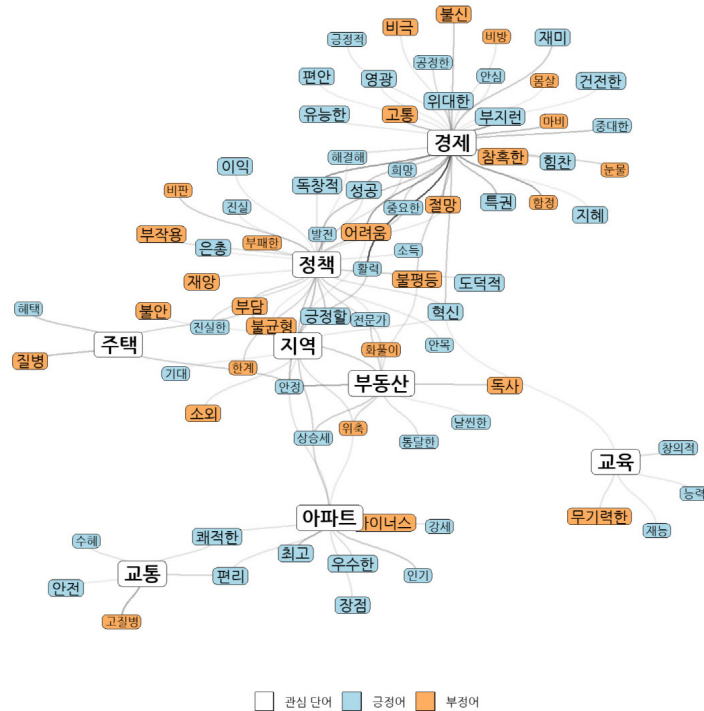 불신
비극
긍정적
비방
재미
공정한
편안
영광
안심
몸살
건전한
위대한
유능한
고통
부지런
마비
중대한
경제
해결해
희망
참혹한
힘찬
눈물
이익
비판
독창적
성공
중요한
절망
특권
함정
지혜
진실
부작용
은총
부패한
발전
어려움
소득
정책
활력
재앙
불평등
도덕적
혜택
불안
부담
진실한
불균형
긍정할
전문가
혁신
주택
지역
화풀이
안목
질병
기대
한계
안정
부동산
독사
소외
상승세
위축
통달한
날씬한
창의적
교육
능력
아파트
이너스
강세
무기력한
재능
수혜
쾌적한
최고
우수한
인기
교통
편리
안전
장점
고질병
관심 단어
긍정어
부정어